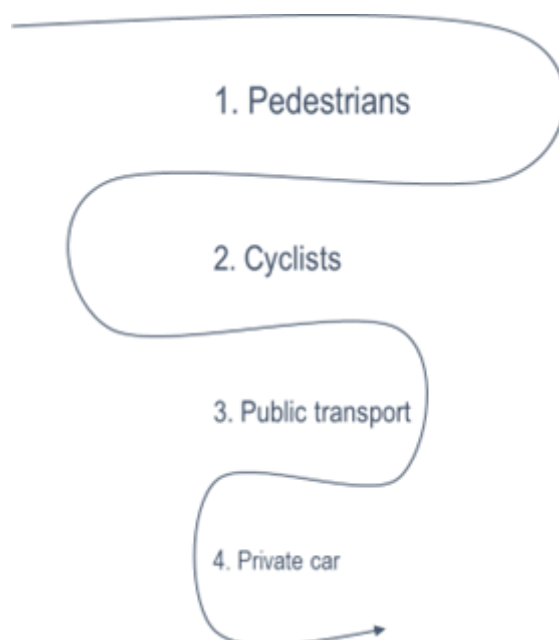 1. Pedestrians
2. Cyclists
3. Public transport
4. Private car